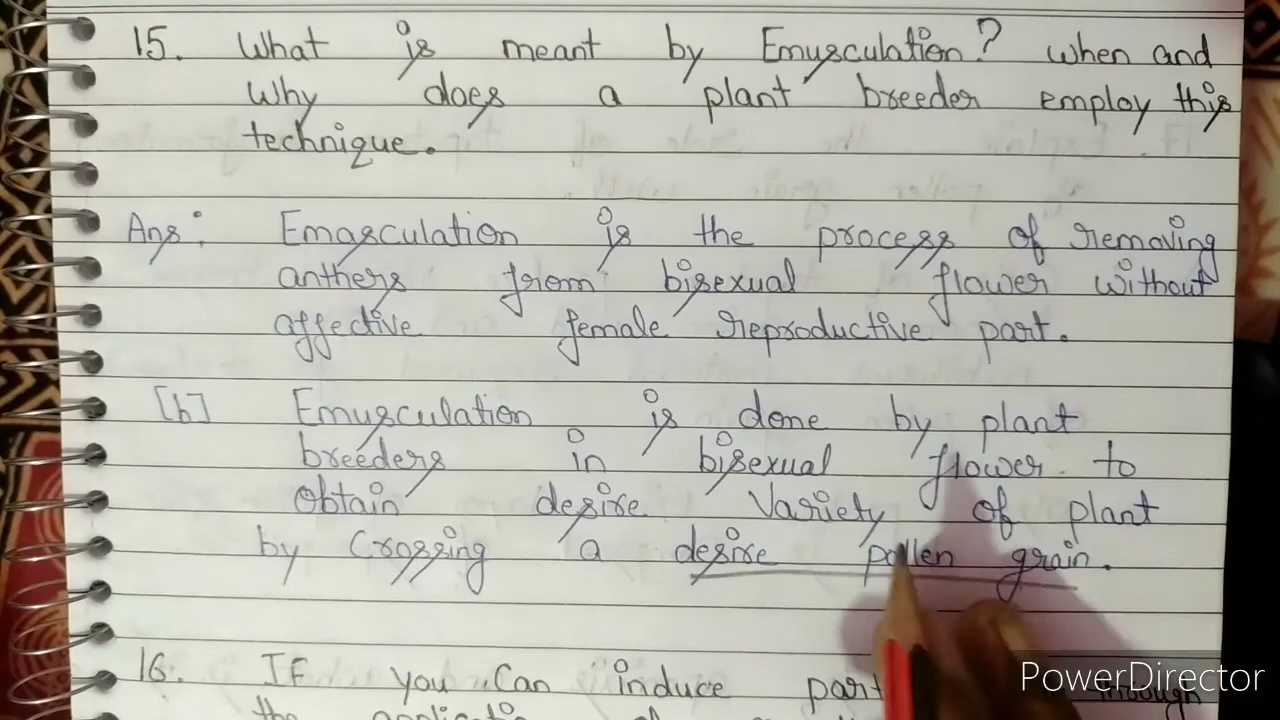 15. What is meant by Emusculation? When and
Why does a plant breeder employ this
technique.
Ans: Emasculation is the process of removing
anthers from bisexual flower without
affective female reproductive part.
[b] Emusculation is done by plant
breeders in bisexual flower to
obtain desire Variety of plant
by Crossing a desire pollen grain.
16. IF you Can induce through
the of
PowerDirector